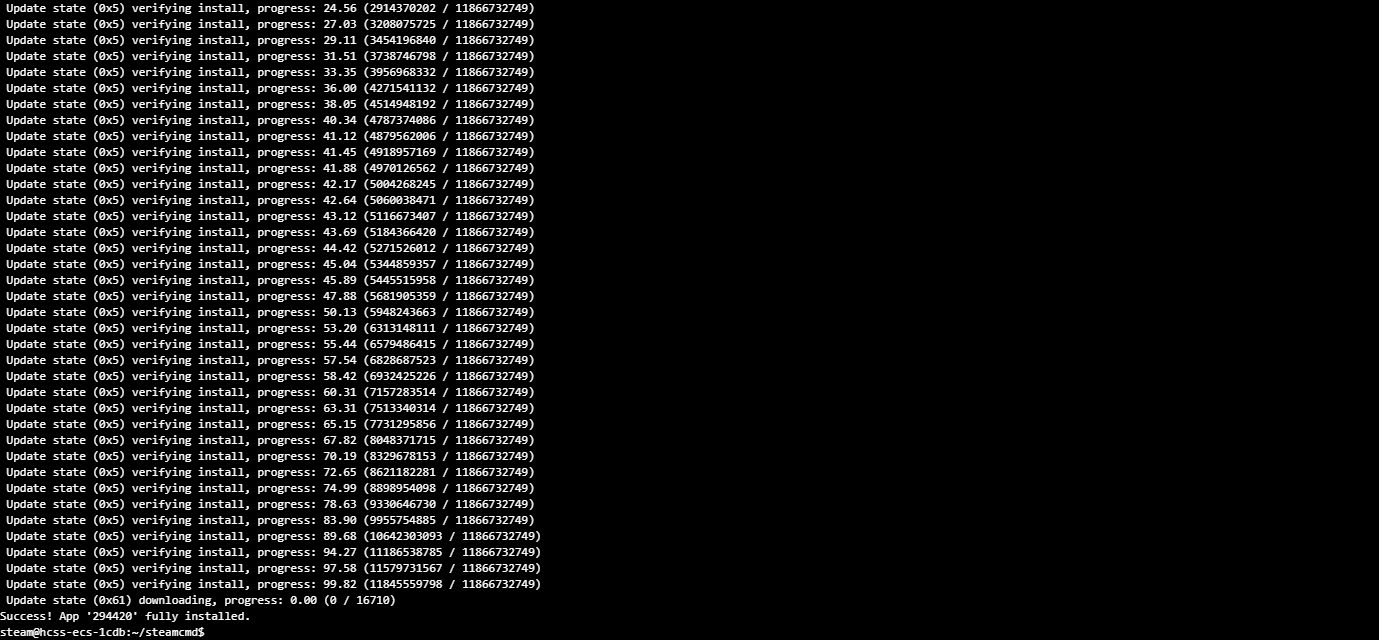 Update state (0x5) verifying install, progress: 24.56 (2914370202 / 11866732749)
Update state (0x5) verifying install, progress: 27.03 (3208075725 / 11866732749)
Update state (0x5) verifying install, progress: 29.11 (3454196840 / 11866732749)
Update state (0x5) verifying install, progress: 31.51 (3738746798 / 11866732749)
Update state (0x5) verifying install, progress: 33.35 (3956968332 / 11866732749)
Update state (0x5) verifying install, progress: 36.00 (4271541132 / 11866732749)
Update state (0x5) verifying install, progress: 38.05 (4514948192 / 11866732749)
Update state (0x5) verifying install, progress: 40.34 (4787374086 / 11866732749)
Update state (0x5) verifying install, progress: 41.12 (4879562006 / 11866732749)
Update state (0x5) verifying install, progress: 41.45 (4918957169 / 11866732749)
Update state (0x5) verifying install, progress: 41.88 (4970126562 / 11866732749)
Update state (0x5) verifying install, progress: 42.17 (5004268245 / 11866732749)
Update state (0x5) verifying install, progress: 42.64 (5060038471 / 11866732749)
Update state (0x5) verifying install, progress: 43.12 (5116673407 / 11866732749)
Update state (0x5) verifying install, progress: 43.69 (5184366420 / 11866732749)
Update state (0x5) verifying install, progress: 44.42 (5271526012 / 11866732749)
Update state (0x5) verifying install, progress: 45.04 (5344859357 / 11866732749)
Update state (0x5) verifying install, progress: 45.89 (5445515958 / 11866732749)
Update state (0x5) verifying install, progress: 47.88 (5681905359 / 11866732749)
Update state (0x5) verifying install, progress: 50.13 (5948243663 / 11866732749)
Update state (0x5) verifying install, progress: 53.20 (6313148111 / 11866732749)
Update state (0x5) verifying install, progress: 55.44 (6579486415 / 11866732749)
Update state (0x5) verifying install, progress: 57.54 (6828687523 / 11866732749)
Update state (0x5) verifying install, progress: 58.42 (6932425226 / 11866732749)
Update state (0x5) verifying install, progress: 60.31 (7157283514 / 11866732749)
Update state (0x5) verifying install, progress: 63.31 (7513340314 / 11866732749)
Update state (0x5) verifying install, progress: 65.15 (7731295856 / 11866732749)
Update state (0x5) verifying install, progress: 67.82 (8048371715 / 11866732749)
Update state (0x5) verifying install, progress: 70.19 (8329678153 / 11866732749)
Update state (0x5) verifying install, progress: 72.65 (8621182281 / 11866732749)
Update state (0x5) verifying install, progress: 74.99 (8898954098 / 11866732749)
Update state (0x5) verifying install, progress: 78.63 (9330646730 / 11866732749)
Update state (0x5) verifying install, progress: 83.90 (9955754885 / 11866732749)
Update state (0x5) verifying install, progress: 89.68 (10642303093 / 11866732749)
Update state (0x5) verifying install, progress: 94.27 (11186538785 / 11866732749)
Update state (0x5) verifying install, progress: 97.58 (11579731567 / 11866732749)
Update state (0x5) verifying install, progress: 99.82 (11845559798 / 11866732749)
Update state (0x61) downloading, progress: 0.00 (0 / 16710)
Success! App '294420' fully installed.
steam@hcss-ecs-1cdb:~/steamcmd$